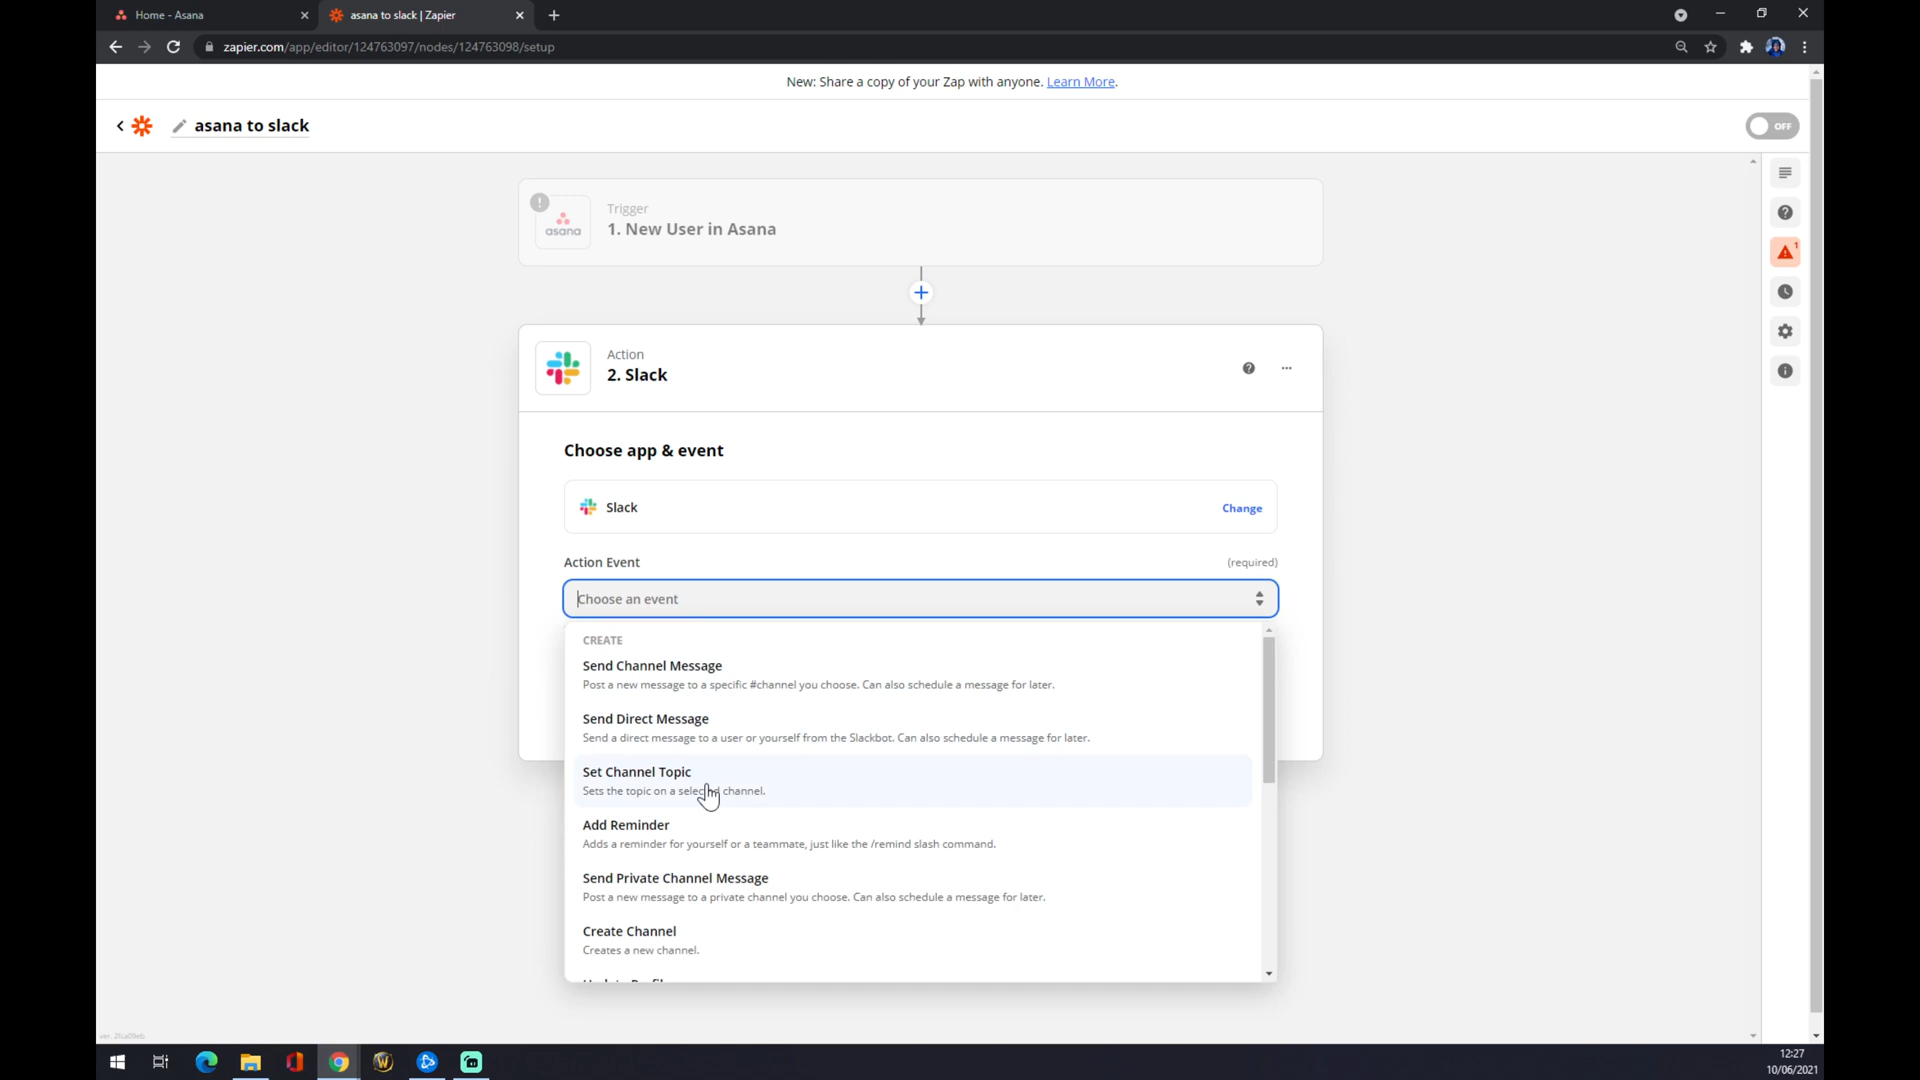 Home - Asana
asana to slack | Zapier
zapier.com/app/editor/124763097/nodes/124763098/setup
New: Share a copy of your Zap with anyone. Learn More.
asana to slack
OFF
asana
Trigger
1. New User in Asana
1
Action
2. Slack
Choose app & event
Slack
Change
Action Event
(required)
Choose an event
CREATE
Send Channel Message
Post a new message to a specific #channel you choose. Can also schedule a message for later.
Send Direct Message
Send a direct message to a user or yourself from the Slackbot. Can also schedule a message for later.
Set Channel Topic
Sets the topic on a selected channel.
Add Reminder
Adds a reminder for yourself or a teammate, just like the /remind slash command.
Send Private Channel Message
Post a new message to a private channel you choose. Can also schedule a message for later.
Create Channel
Creates a new channel.
12:27
10/06/2021